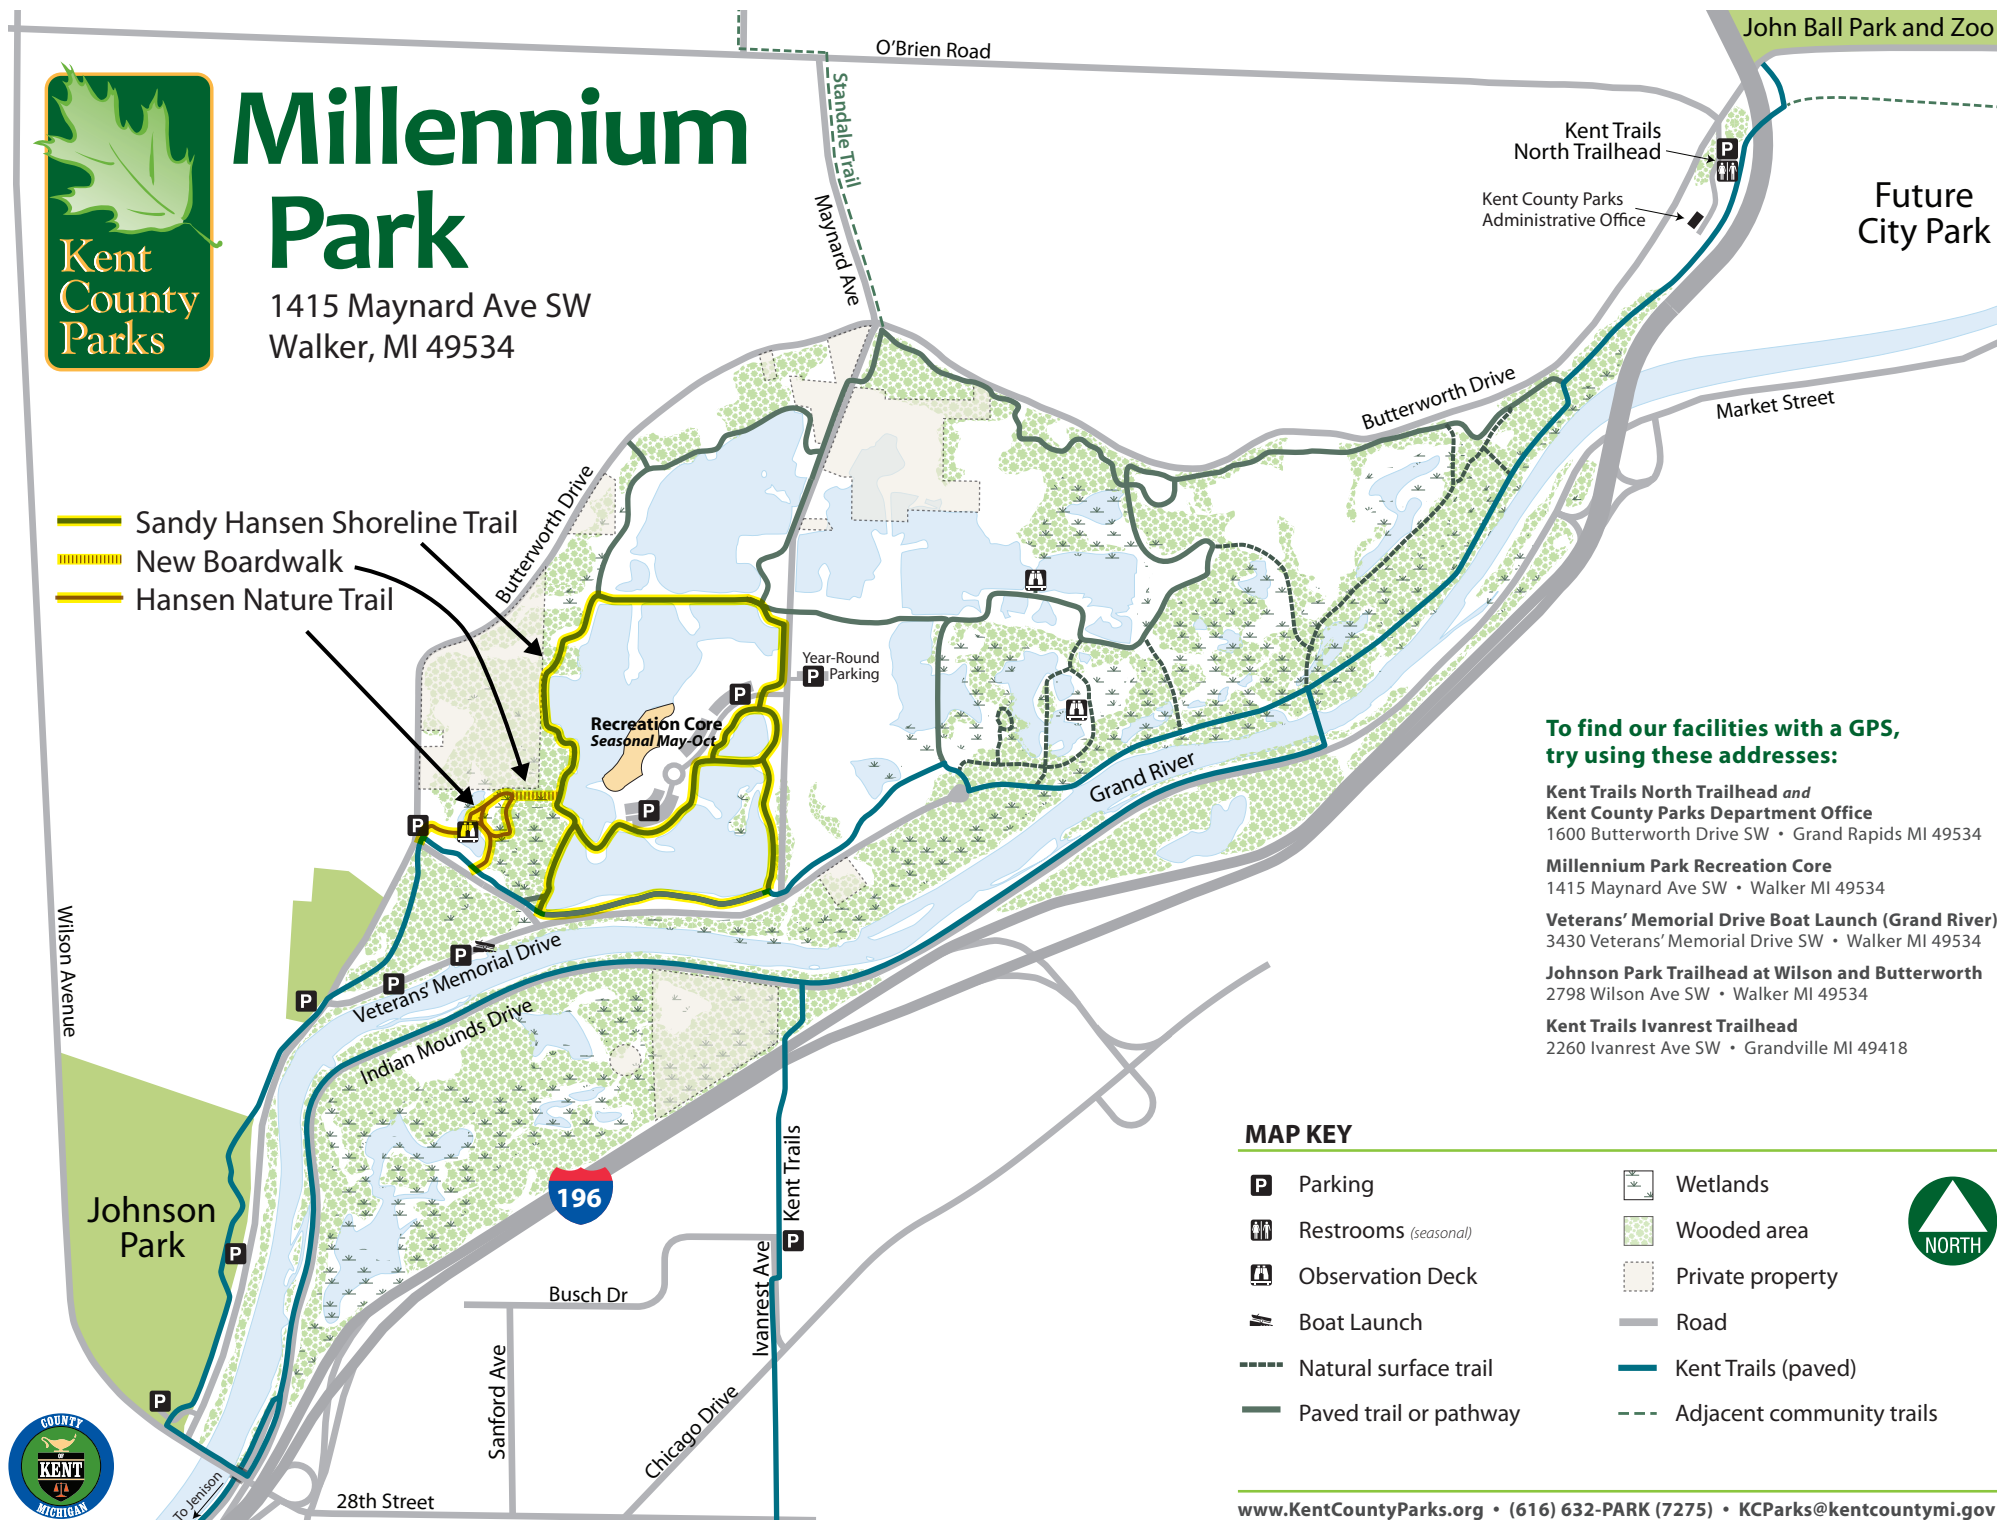 John Ball Park and Zoo
O'Brien Road
Standale Trail
Maynard Ave
Millennium
Park
1415 Maynard Ave SW
Walker, MI 49534
Kent
County
Parks
Kent Trails
North Trailhead
P
Kent County Parks
Administrative Office
Future
City Park
Butterworth Drive
Market Street
Butterworth Drive
Sandy Hansen Shoreline Trail
New Boardwalk
Hansen Nature Trail
Year-Round
P Parking
P
Recreation Core
Seasonal May-Oct
P
P
Grand River
Wilson Avenue
P
P
P
Veterans' Memorial Drive
Indian Mounds Drive
To find our facilities with a GPS,
try using these addresses:
Kent Trails North Trailhead and
Kent County Parks Department Office
1600 Butterworth Drive SW • Grand Rapids MI 49534
Millennium Park Recreation Core
1415 Maynard Ave SW • Walker MI 49534
Veterans' Memorial Drive Boat Launch (Grand River)
3430 Veterans' Memorial Drive SW • Walker MI 49534
Johnson Park Trailhead at Wilson and Butterworth
2798 Wilson Ave SW • Walker MI 49534
Kent Trails Ivanrest Trailhead
2260 Ivanrest Ave SW • Grandville MI 49418
196
Kent Trails
P
Ivanrest Ave
Johnson
Park
P
P
Busch Dr
Sanford Ave
Chicago Drive
28th Street
To Jenison
COUNTY
OF
KENT
MICHIGAN
MAP KEY
P Parking
Restrooms (seasonal)
Observation Deck
Boat Launch
Natural surface trail
Paved trail or pathway
Wetlands
Wooded area
Private property
Road
Kent Trails (paved)
Adjacent community trails
NORTH
www.KentCountyParks.org • (616) 632-PARK (7275) • KCParks@kentcountymi.gov